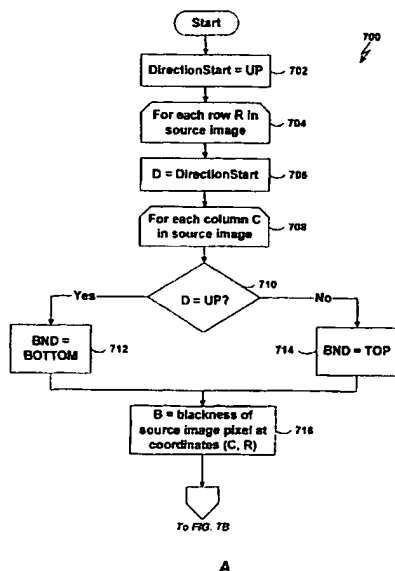 Start
700
DirectionStart = UP
702
For each row R in
source image
704
D = DirectionStart
706
For each column C
in source image
708
710
D = UP?
Yes
No
BND =
BOTTOM
712
714
BND = TOP
B = blackness of
source image pixel at
coordinates (C, R)
716
To FIG. 7B
A